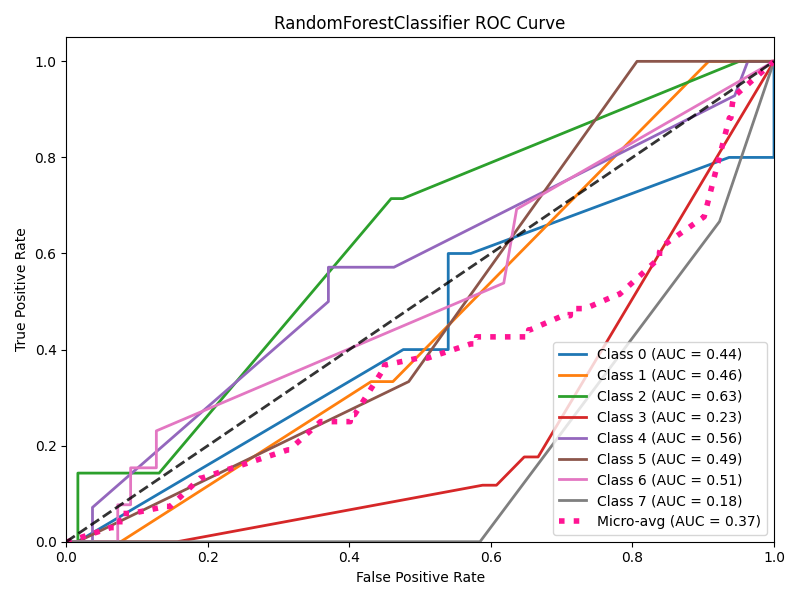 RandomForestClassifier ROC Curve
True Positive Rate
1.0
0.8
0.6
0.4
0.2
0.0
0.0 0.2 0.4 0.6 0.8 1.0
False Positive Rate
Class 0 (AUC = 0.44)
Class 1 (AUC = 0.46)
Class 2 (AUC = 0.63)
Class 3 (AUC = 0.23)
Class 4 (AUC = 0.56)
Class 5 (AUC = 0.49)
Class 6 (AUC = 0.51)
Class 7 (AUC = 0.18)
Micro-avg (AUC = 0.37)